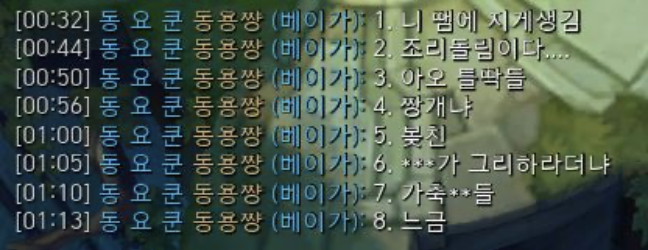 [00:32] 동 요 쿤 동용쨩 (베이가): 1. 니 땜에 지게생김
[00:44] 동 요 쿤 동용쨩 (베이가): 2. 조리돌림이다....
[00:50] 동 요 쿤 동용쨩 (베이가): 3. 아오 틀딱들
[00:56] 동 요 쿤 동용쨩 (베이가): 4. 짱개냐
[01:00] 동 요 쿤 동용쨩 (베이가): 5. 봊친
[01:05] 동 요 쿤 동용쨩 (베이가): 6. ***가 그리하라더냐
[01:10] 동 요 쿤 동용쨩 (베이가): 7. 가축**들
[01:13] 동 요 쿤 동용쨩 (베이가): 8. 느금